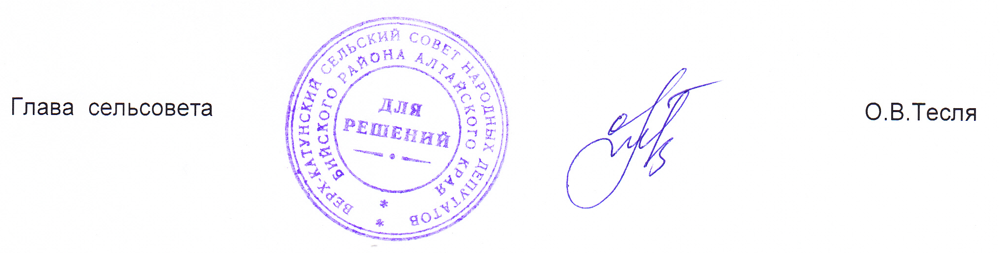 Глава сельсовета
ВЕРХ-КАТУНСКИЙ СЕЛЬСКИЙ СОВЕТ НАРОДНЫХ ДЕПУТАТОВ *
БИЙСКОГО РАЙОНА АЛТАЙСКОГО КРАЯ *
ДЛЯ
РЕШЕНИЙ
О.В.Тесля